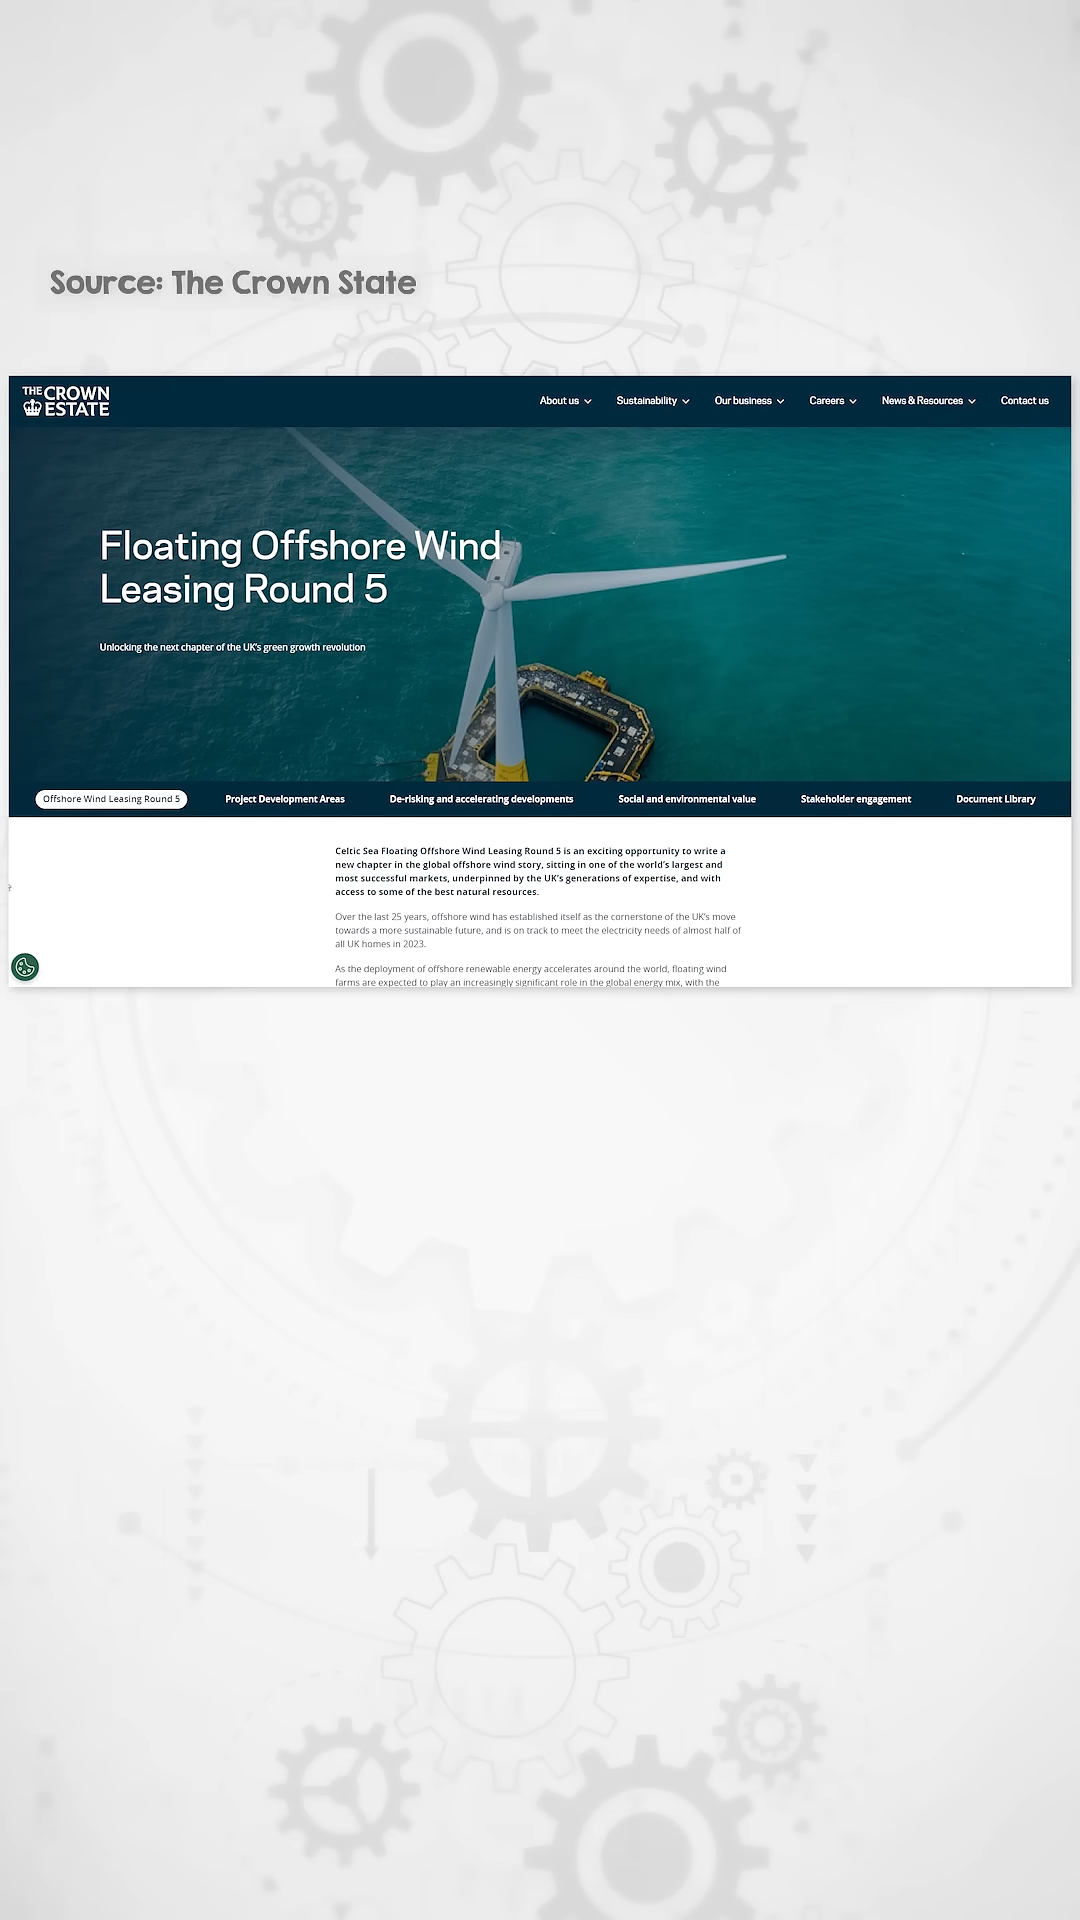 Source: The Crown State
THE CROWN
ESTATE
About us
Sustainability
Our business
Careers
News & Resources
Contact us
Floating Offshore Wind
Leasing Round 5
Unlocking the next chapter of the UK's green growth revolution
Offshore Wind Leasing Round 5
Project Development Areas
De-risking and accelerating developments
Social and environmental value
Stakeholder engagement
Document Library
Celtic Sea Floating Offshore Wind Leasing Round 5 is an exciting opportunity to write a
new chapter in the global offshore wind story, sitting in one of the world's largest and
most successful markets, underpinned by the UK's generations of expertise, and with
access to some of the best natural resources.
Over the last 25 years, offshore wind has established itself as the cornerstone of the UK's move
towards a more sustainable future, and is on track to meet the electricity needs of almost half of
all UK homes in 2023.
As the deployment of offshore renewable energy accelerates around the world, floating wind
farms are expected to play an increasingly significant role in the global energy mix, with the